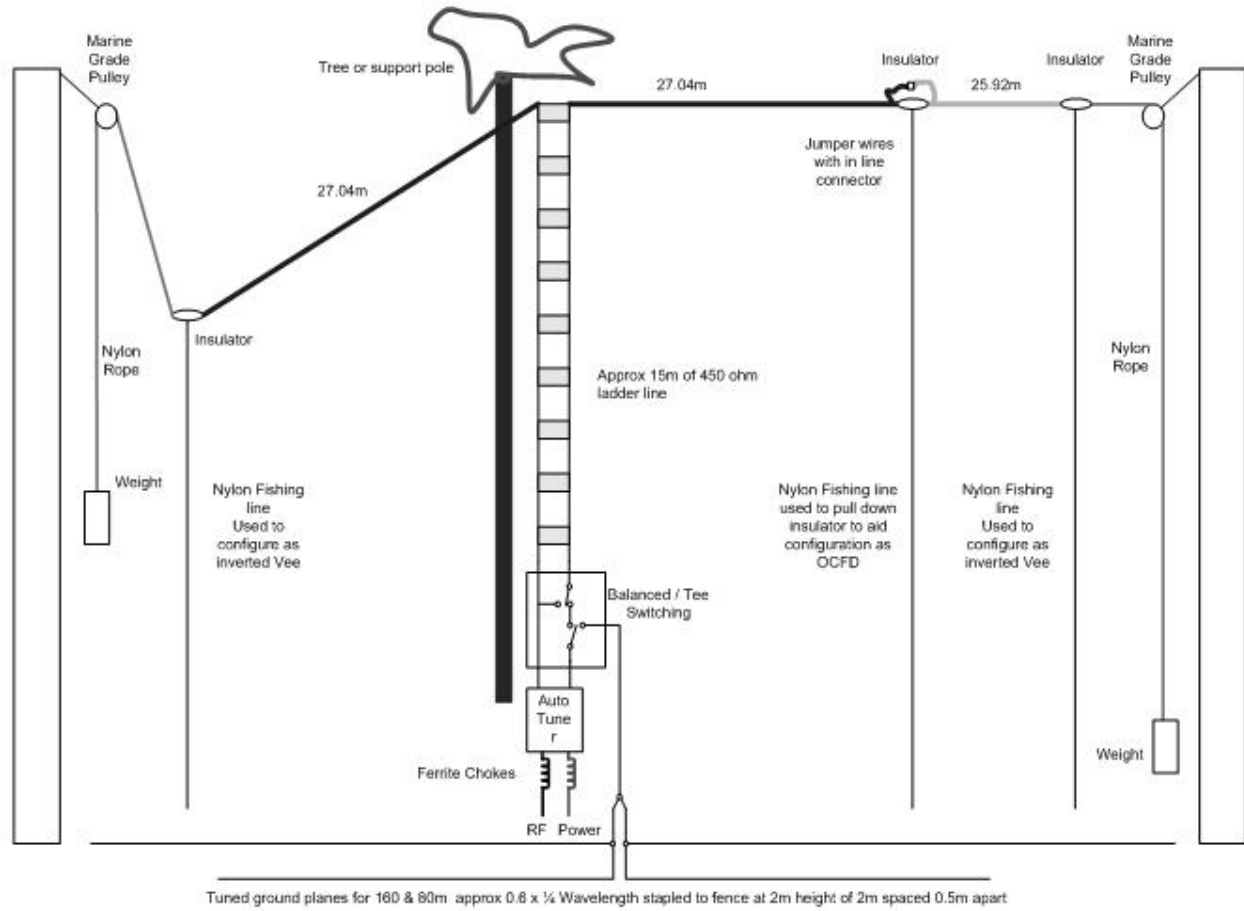 Marine
Grade
Pulley
Tree or support pole
27.04m
Insulator
25.92m
Insulator
Marine
Grade
Pulley
27.04m
Jumper wires
with in line
connector
Insulator
Nylon
Rope
Approx 15m of 450 ohm
ladder line
Nylon
Rope
Weight
Nylon Fishing
line
Used to
configure as
inverted Vee
Nylon Fishing line
used to pull down
insulator to aid
configuration as
OCFD
Nylon Fishing
line
Used to
configure as
inverted Vee
Balanced / Tee
Switching
Auto
Tune
r
Ferrite Chokes
RF Power
Weight
Tuned ground planes for 160 & 80m approx 0.6 x ¼ Wavelength stapled to fence at 2m height of 2m spaced 0.5m apart